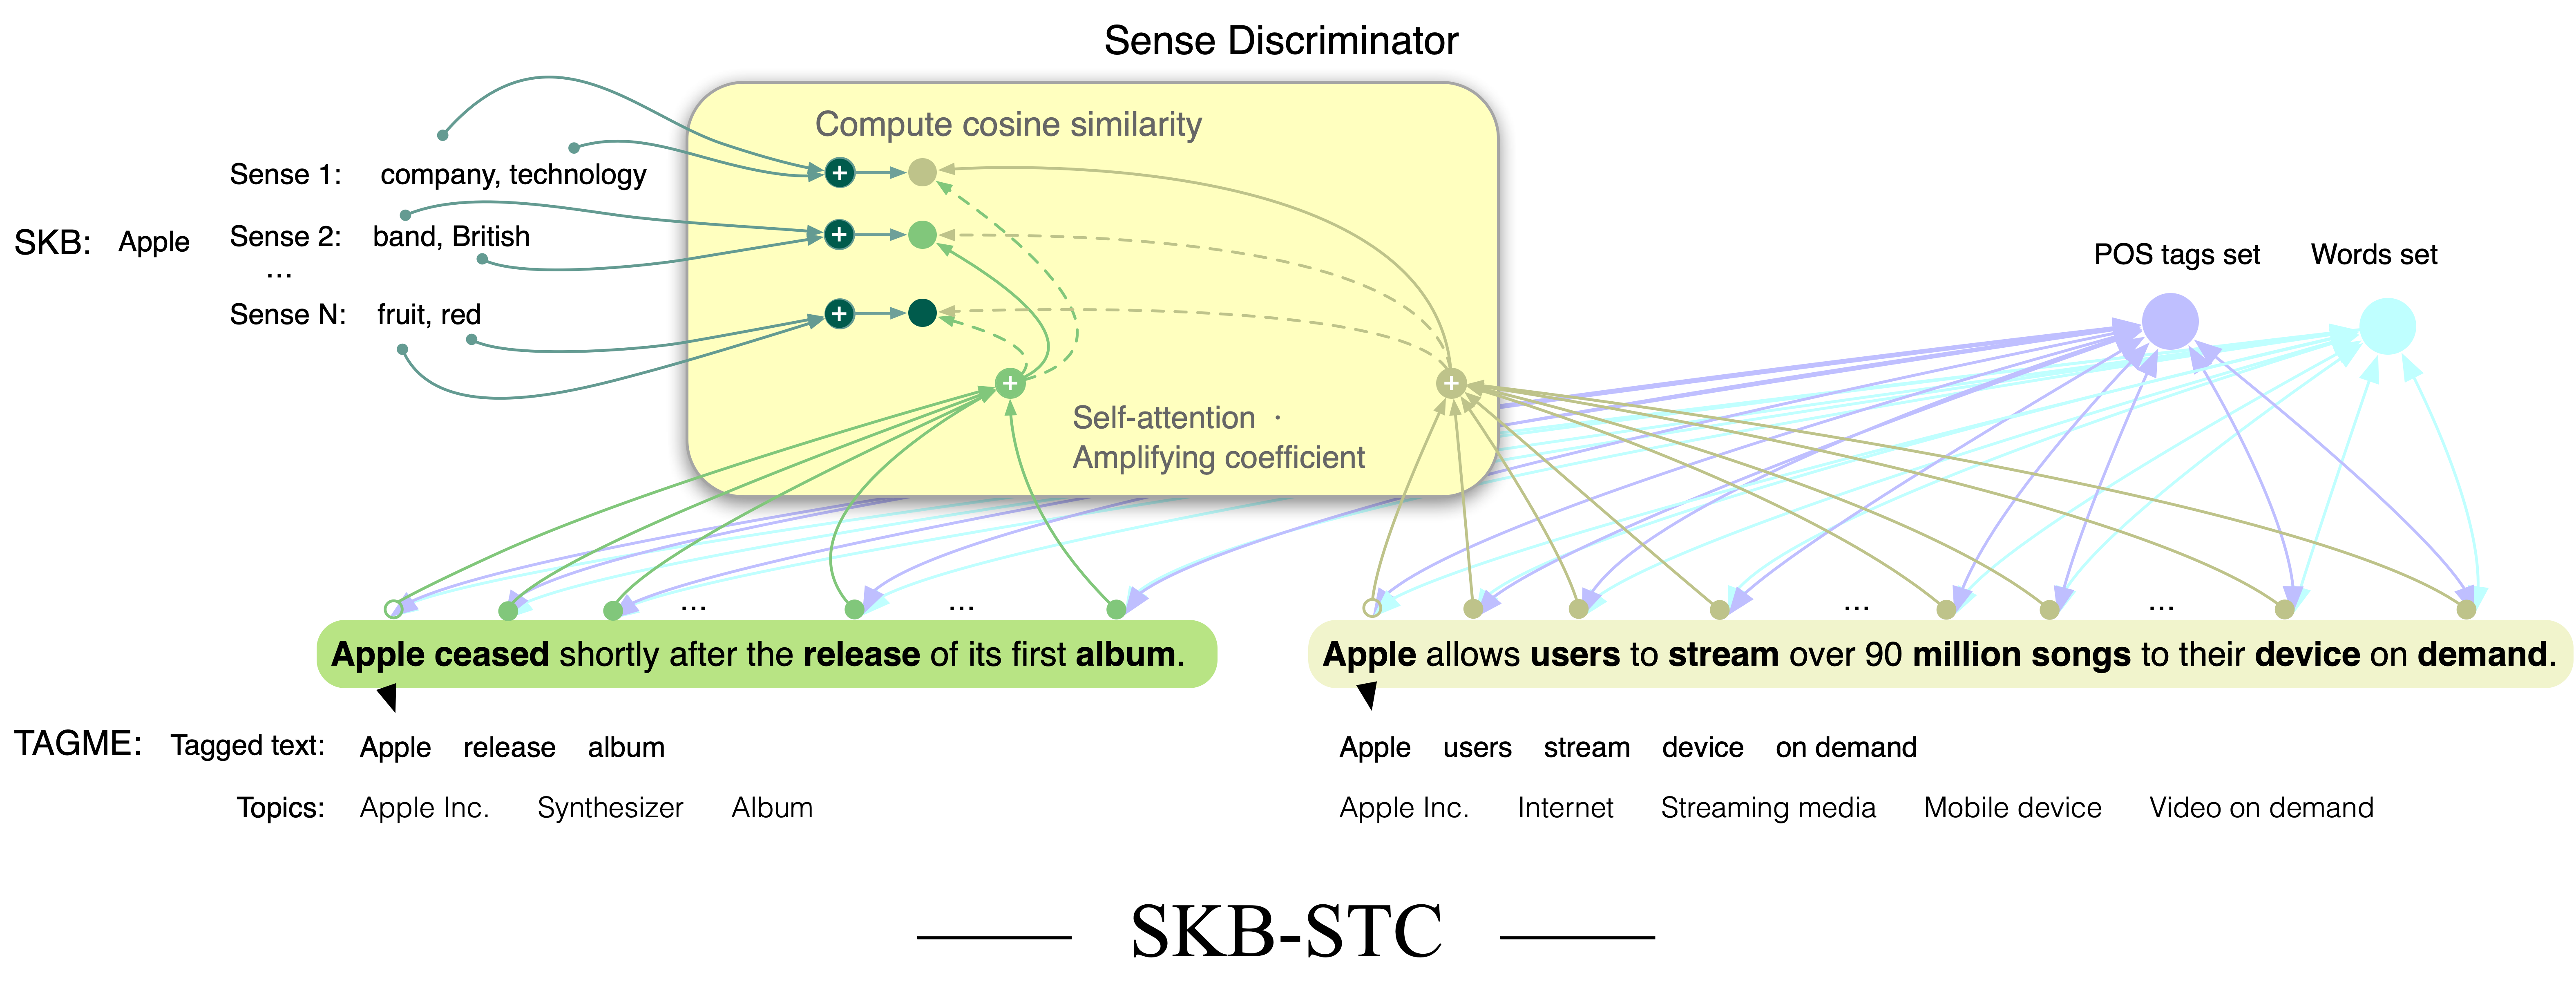 Sense Discriminator
Compute cosine similarity
Sense 1: company, technology
SKB: Apple Sense 2: band, British
...
Sense N: fruit, red
POS tags set Words set
Self-attention ·
Amplifying coefficient
... ... ... ...
Apple ceased shortly after the release of its first album.
Apple allows users to stream over 90 million songs to their device on demand.
TAGME: Tagged text: Apple release album
Apple users stream device on demand
Topics: Apple Inc. Synthesizer Album
Apple Inc. Internet Streaming media Mobile device Video on demand
SKB-STC